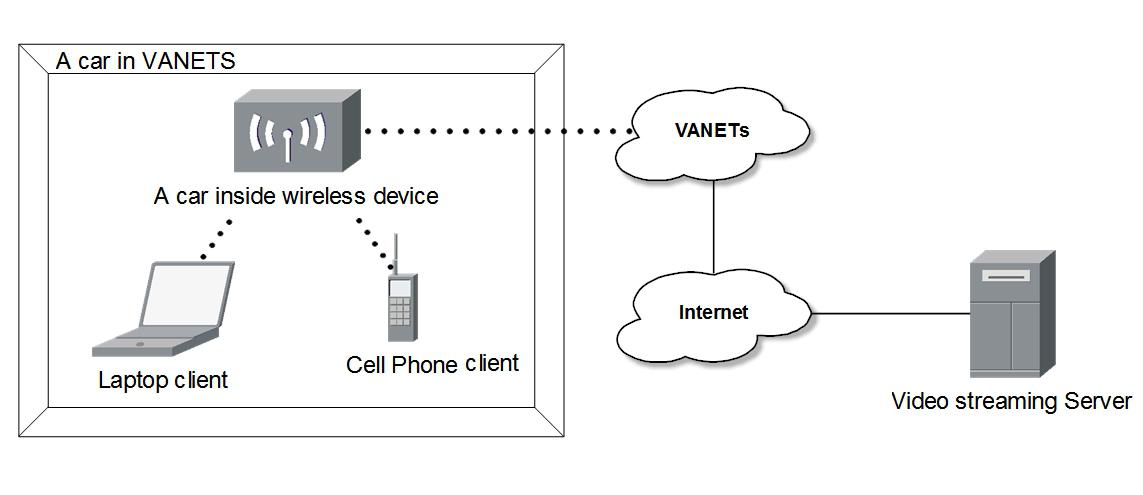 A car in VANETS
VANETs
A car inside wireless device
Internet
Laptop client
Cell Phone client
Video streaming Server